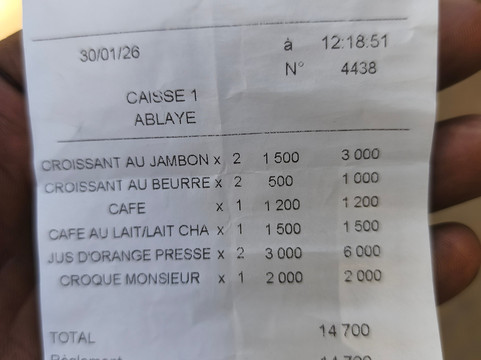 30/01/26 à 12:18:51
N° 4438
CAISSE 1
ABLAYE
CROISSANT AU JAMBON x 2 1 500 3 000
CROISSANT AU BEURRE x 2 500 1 000
CAFE x 1 1 200 1 200
CAFE AU LAIT/LAIT CHA x 1 1 500 1 500
JUS D'ORANGE PRESSE x 2 3 000 6 000
CROQUE MONSIEUR x 1 2 000 2 000
TOTAL 14 700